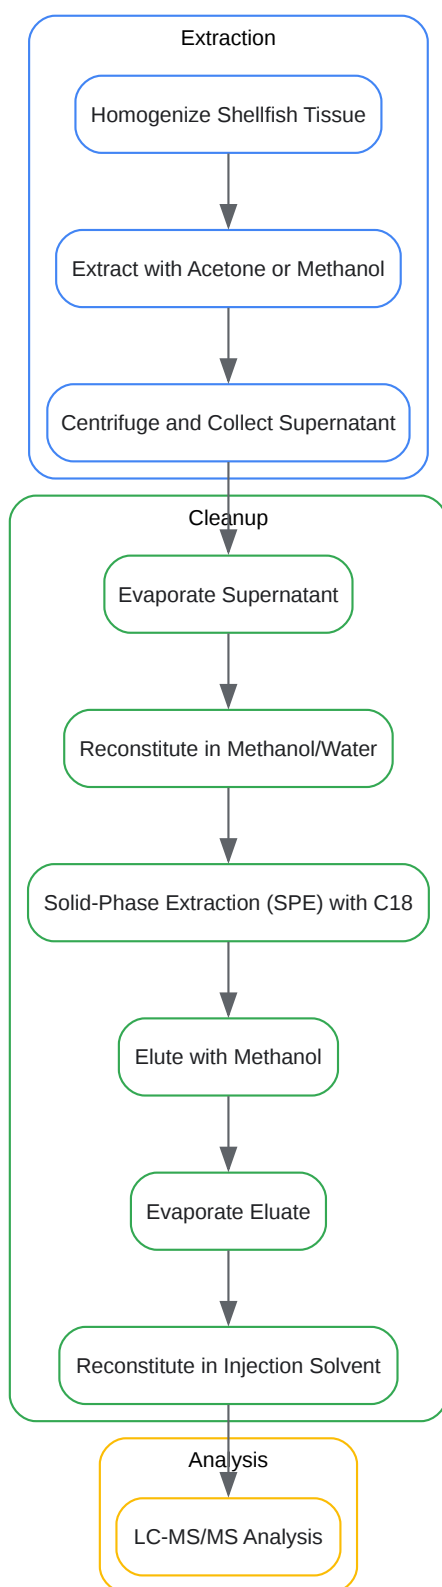 Extraction
Homogenize Shellfish Tissue
Extract with Acetone or Methanol
Centrifuge and Collect Supernatant
Cleanup
Evaporate Supernatant
Reconstitute in Methanol/Water
Solid-Phase Extraction (SPE) with C18
Elute with Methanol
Evaporate Eluate
Reconstitute in Injection Solvent
Analysis
LC-MS/MS Analysis